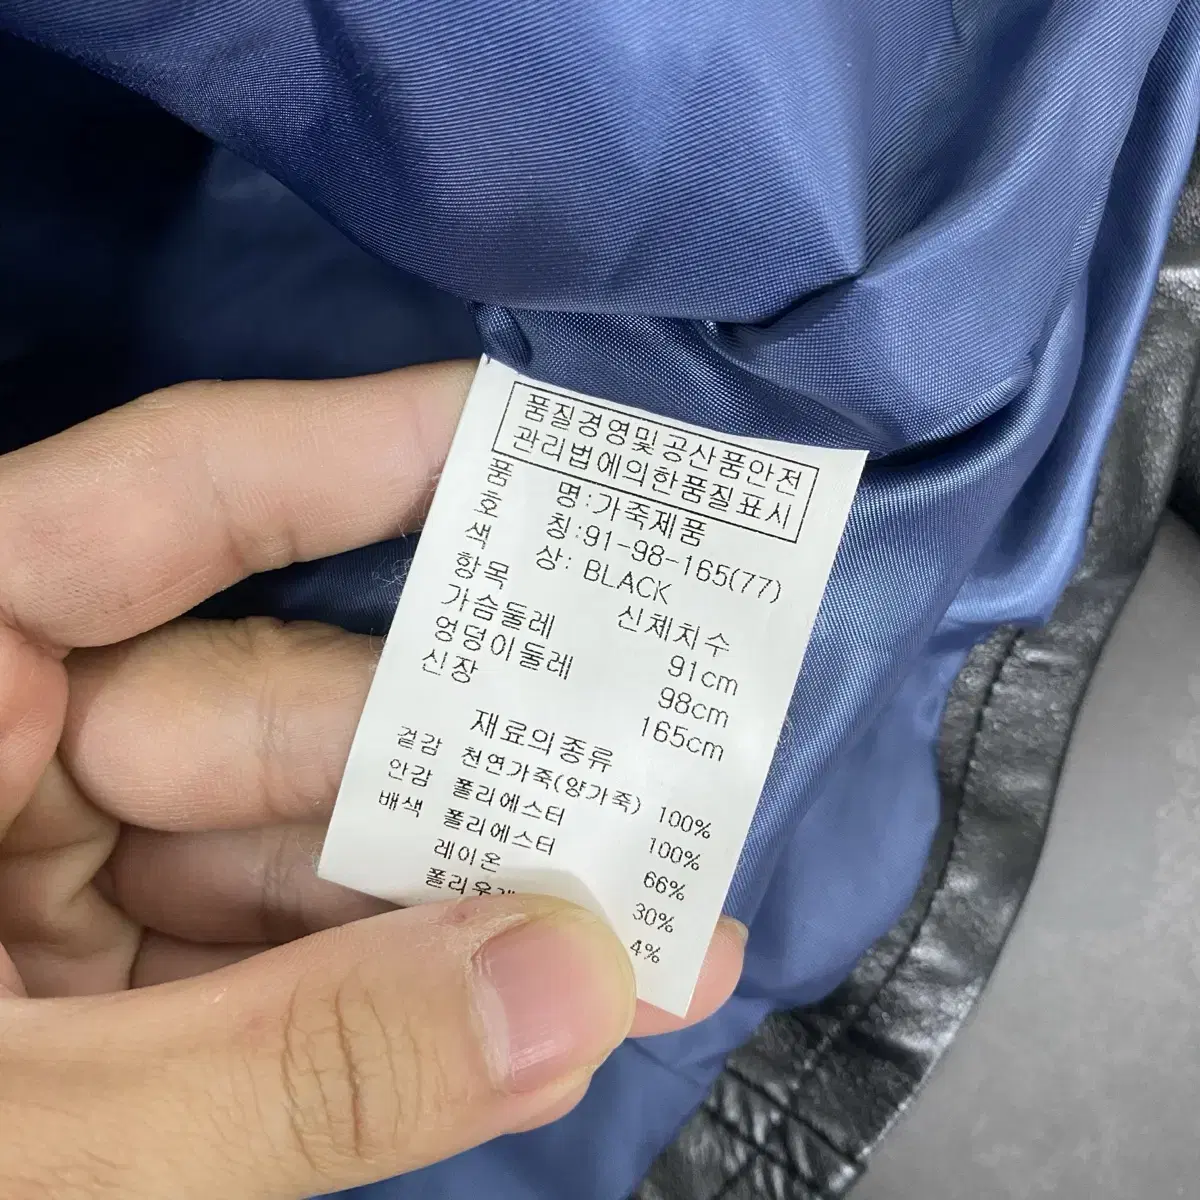 품질경영및공산품안전
관리법에의한품질표시
품 명:가죽제품
호 칭:91-98-165(77)
색 상: BLACK
항목 신체치수
가슴둘레 91cm
엉덩이둘레 98cm
신장 165cm
재료의종류
겉감 천연가죽(양가죽) 100%
안감 폴리에스터 100%
배색 폴리에스터 66%
레이온 30%
4%